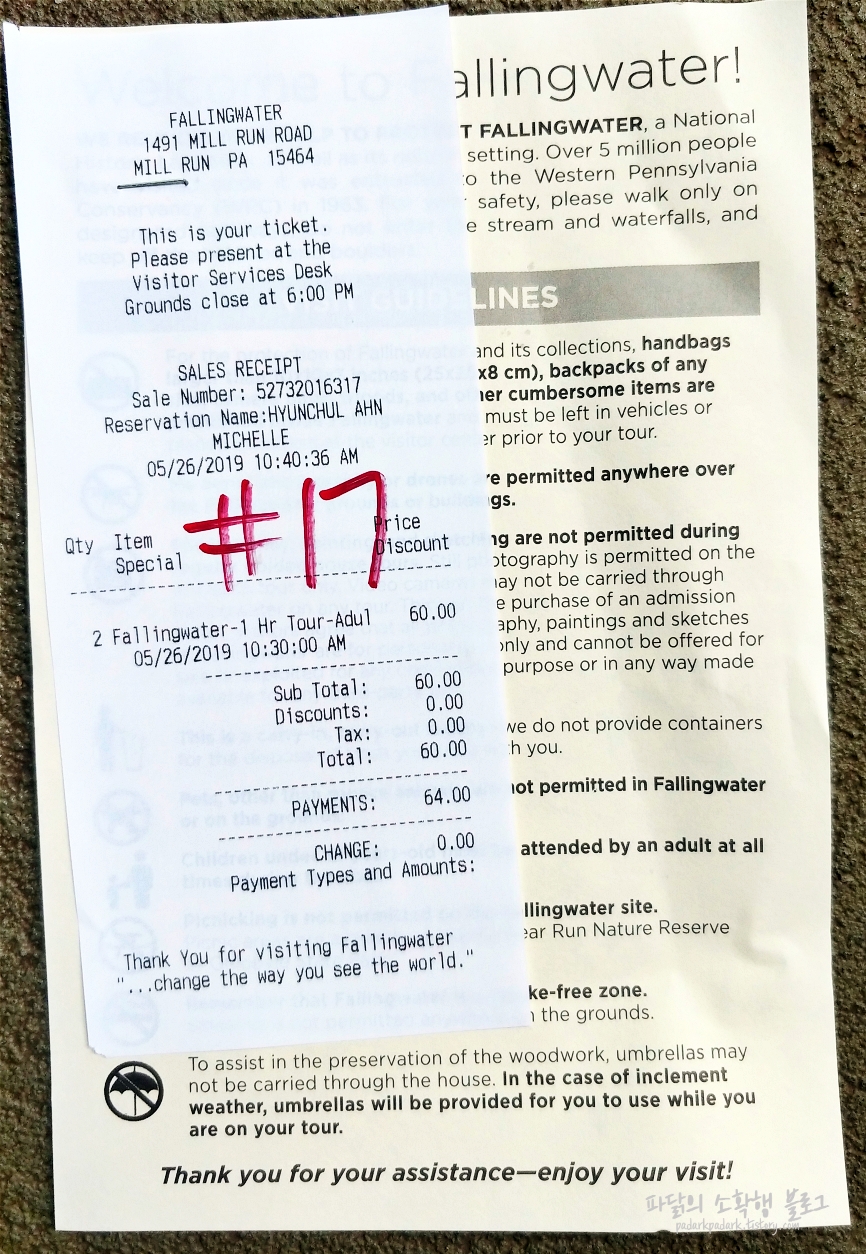 Welcome to Fallingwater!
FALLINGWATER
1491 MILL RUN ROAD
MILL RUN PA 15464
This is your ticket.
Please present at the
Visitor Services Desk
Grounds close at 6:00 PM
SALES RECEIPT
Sale Number: 52732016317
Reservation Name:HYUNCHUL AHN
MICHELLE
05/26/2019 10:40:36 AM
#17
Qty Item Price
Special Discount
2 Fallingwater-1 Hr Tour-Adul 60.00
05/26/2019 10:30:00 AM
Sub Total: 60.00
Discounts: 0.00
Tax: 0.00
Total: 60.00
PAYMENTS: 64.00
CHANGE: 0.00
Payment Types and Amounts:
Thank You for visiting Fallingwater
"...change the way you see the world."
T FALLINGWATER, a National
setting. Over 5 million people
to the Western Pennsylvania
safety, please walk only on
stream and waterfalls, and
GUIDELINES
and its collections, handbags
x8 cm), backpacks of any
her cumbersome items are
must be left in vehicles or
er prior to your tour.
re permitted anywhere over
gs.
ng are not permitted during
otography is permitted on the
may not be carried through
e purchase of an admission
aphy, paintings and sketches
only and cannot be offered for
purpose or in any way made
we do not provide containers
h you.
not permitted in Fallingwater
attended by an adult at all
llingwater site.
ear Run Nature Reserve
ke-free zone.
the grounds.
To assist in the preservation of the woodwork, umbrellas may
not be carried through the house. In the case of inclement
weather, umbrellas will be provided for you to use while you
are on your tour.
Thank you for your assistance—enjoy your visit!
파닭의 소확행 블로그
padarkpadark.tistory.com